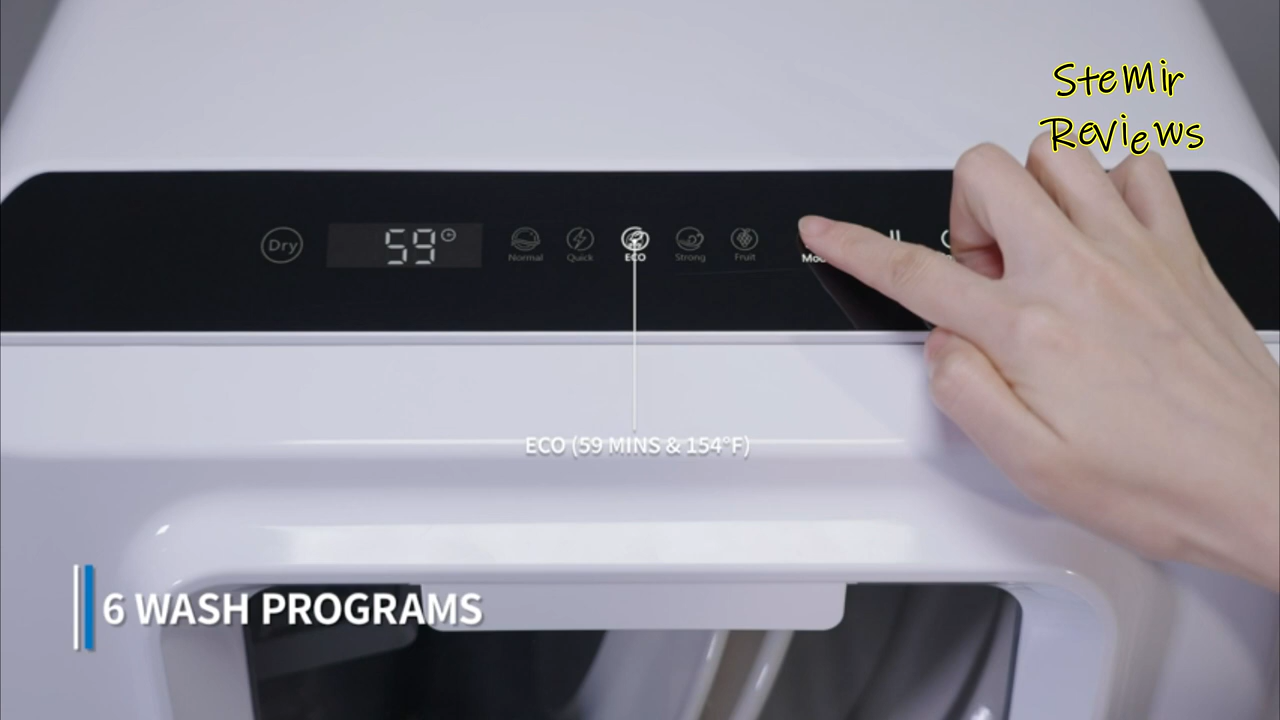 SteMir
Reviews
Dry
59
Normal
Quick
ECO
Strong
Fruit
ECO (59 MINS & 154°F)
6 WASH PROGRAMS